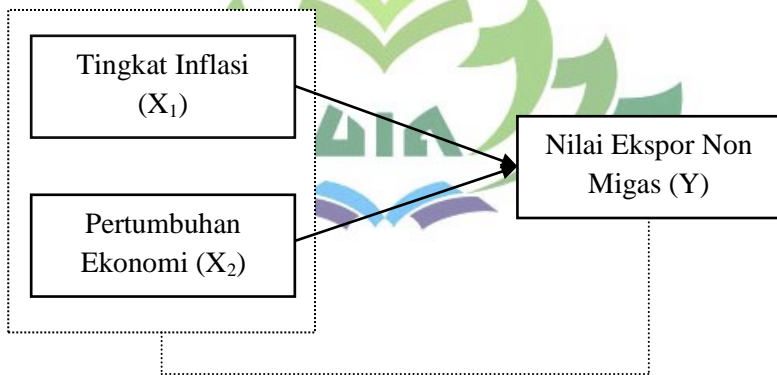 Tingkat Inflasi
(X₁)
Nilai Ekspor Non
Migas (Y)
Pertumbuhan
Ekonomi (X₂)